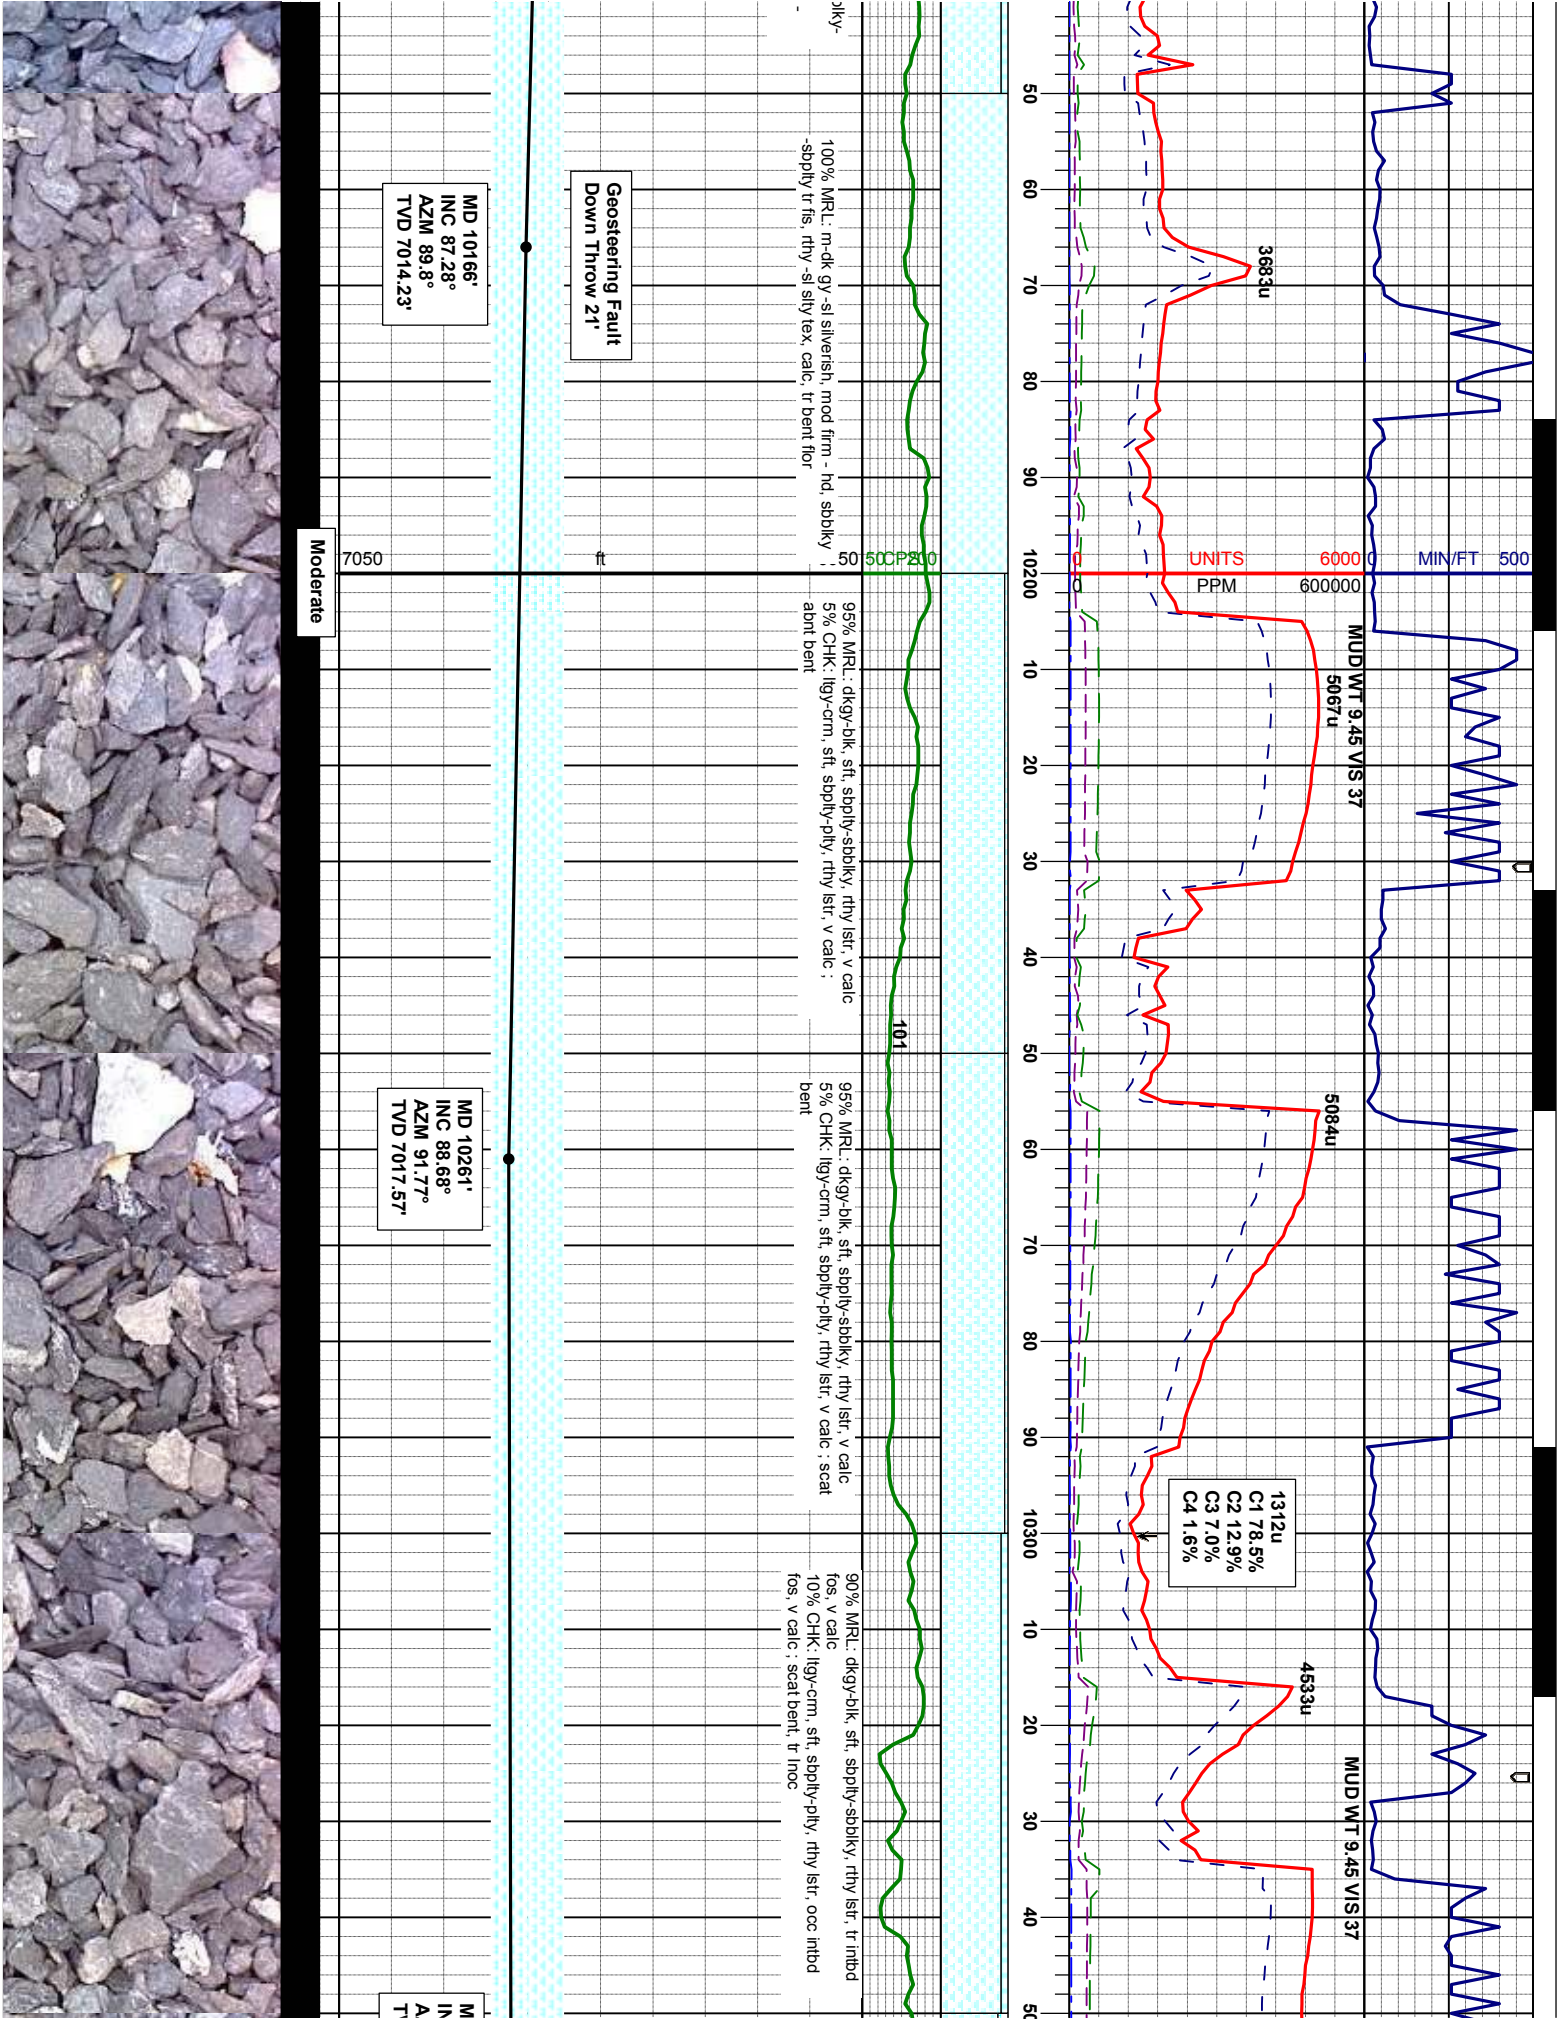 50
60
70
80
90
10200
10
20
30
40
50
60
70
80
90
10300
10
20
30
40
MIN/FT 500
0 UNITS 6000
0 PPM 600000
3683u
MUD WT 9.45 VIS 37
5067u
5084u
1312u
C1 78.5%
C2 12.9%
C3 7.0%
C4 1.6%
4533u
MUD WT 9.45 VIS 37
101
100% MRL: m-dk gy -sl silverish, mod firm - hd, sbblky
-sbplty tr fis, rthy -sl slty tex, calc, tr bent flor
95% MRL: dkgy-blk, sft, sbplty-sbblky, rthy lstr, v calc
5% CHK: ltgy-crm, sft, sbplty-plty, rthy lstr, v calc ;
abnt bent
95% MRL: dkgy-blk, sft, sbplty-sbblky, rthy lstr, v calc
5% CHK: ltgy-crm, sft, sbplty-plty, rthy lstr, v calc ; scat
bent
90% MRL: dkgy-blk, sft, sbplty-sbblky, rthy lstr, tr intbd
fos, v calc
10% CHK: ltgy-crm, sft, sbplty-plty, rthy lstr, occ intbd
fos, v calc ; scat bent, tr Inoc
7050 ft 50
Geosteering Fault
Down Throw 21'
MD 10166'
INC 87.28°
AZM 89.8°
TVD 7014.23'
MD 10261'
INC 88.68°
AZM 91.77°
TVD 7017.57'
Moderate